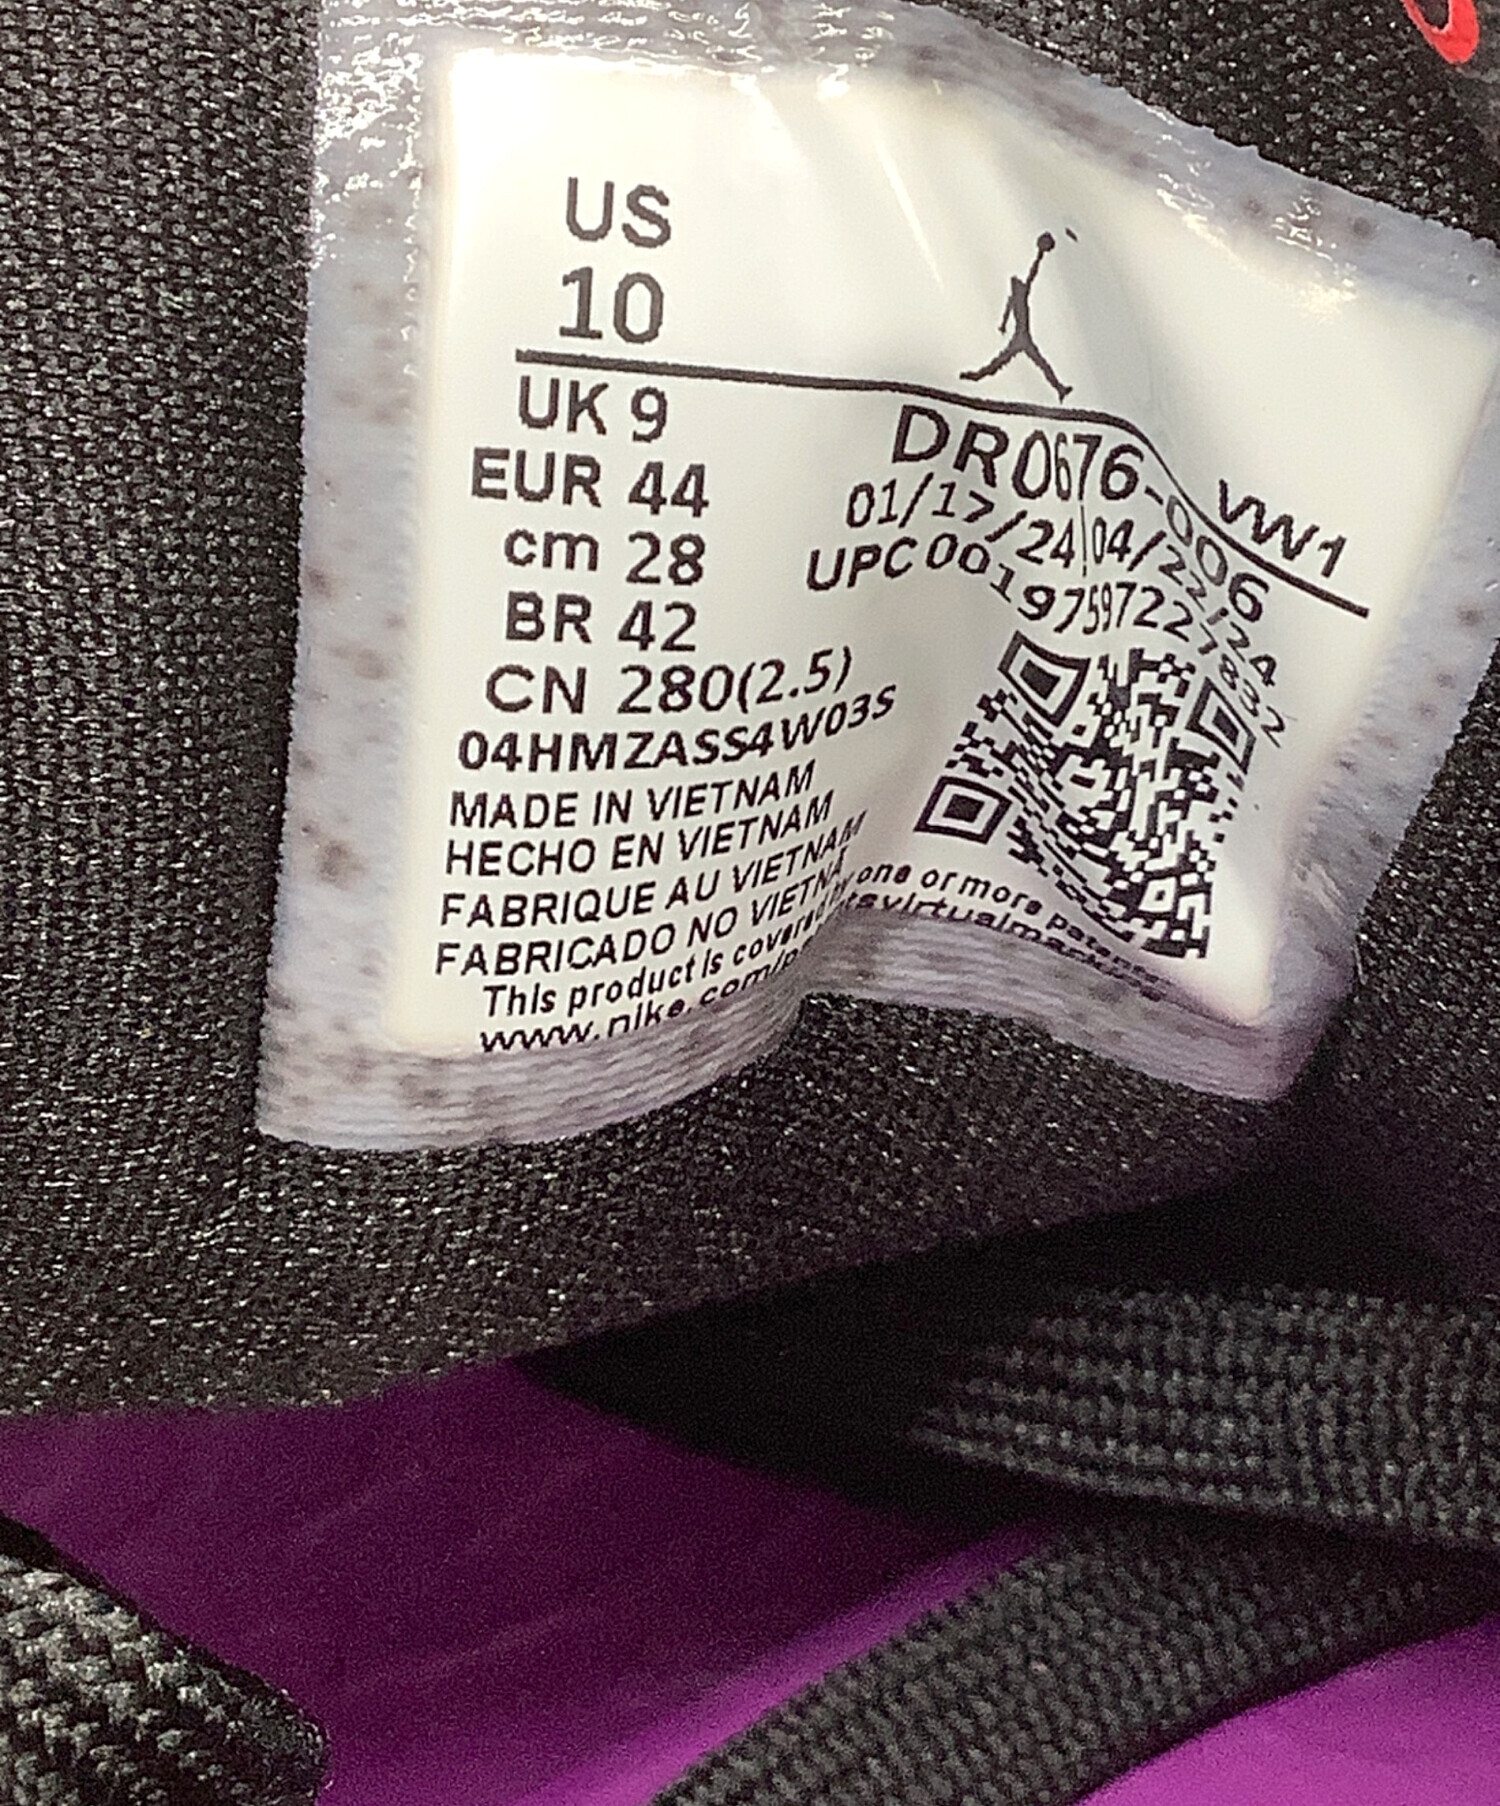 US
10
UK 9
EUR 44
cm 28
BR 42
CN 280(2.5)
04HMZASS4W03S
MADE IN VIETNAM
HECHO EN VIETNAM
FABRIQUE AU VIETNAM
FABRICADO NO VIETNA
This product is covered by one or more patents
www.nike.com/
DR0676-006 VW1
01/17/24 04/22/24
UPC 00197597227832